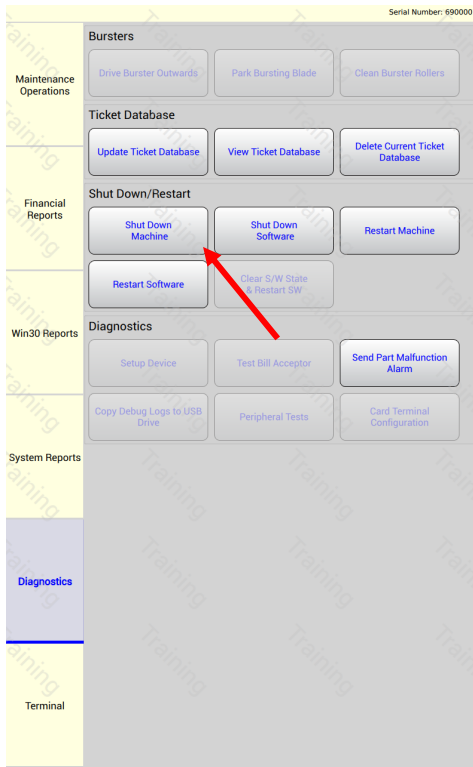 Serial Number: 690000
Bursters
Drive Burster Outwards
Park Bursting Blade
Clean Burster Rollers
Maintenance
Operations
Ticket Database
Update Ticket Database
View Ticket Database
Delete Current Ticket
Database
Shut Down/Restart
Financial
Reports
Shut Down
Machine
Shut Down
Software
Restart Machine
Restart Software
Clear S/W State
& Restart SW
Win30 Reports
Diagnostics
Setup Device
Test Bill Acceptor
Send Part Malfunction
Alarm
Copy Debug Logs to USB
Drive
Peripheral Tests
Card Terminal
Configuration
System Reports
Diagnostics
Terminal
Training